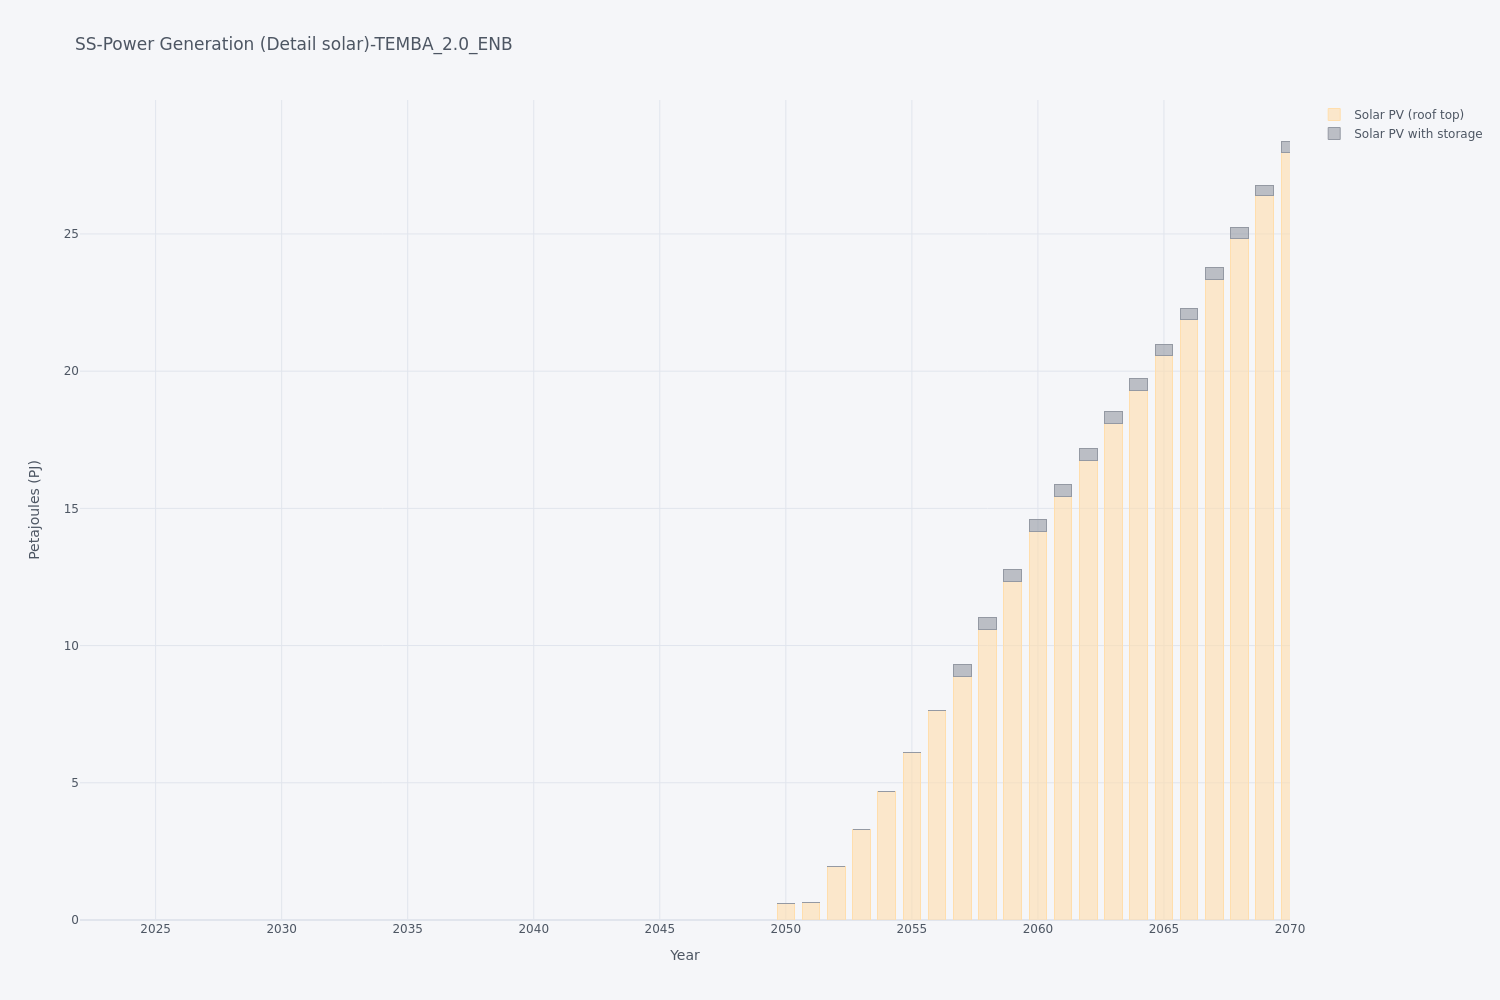 SS-Power Generation (Detail solar)-TEMBA_2.0_ENB
Solar PV (roof top)
Solar PV with storage
Petajoules (PJ)
25
20
15
10
5
0
2025 2030 2035 2040 2045 2050 2055 2060 2065 2070
Year